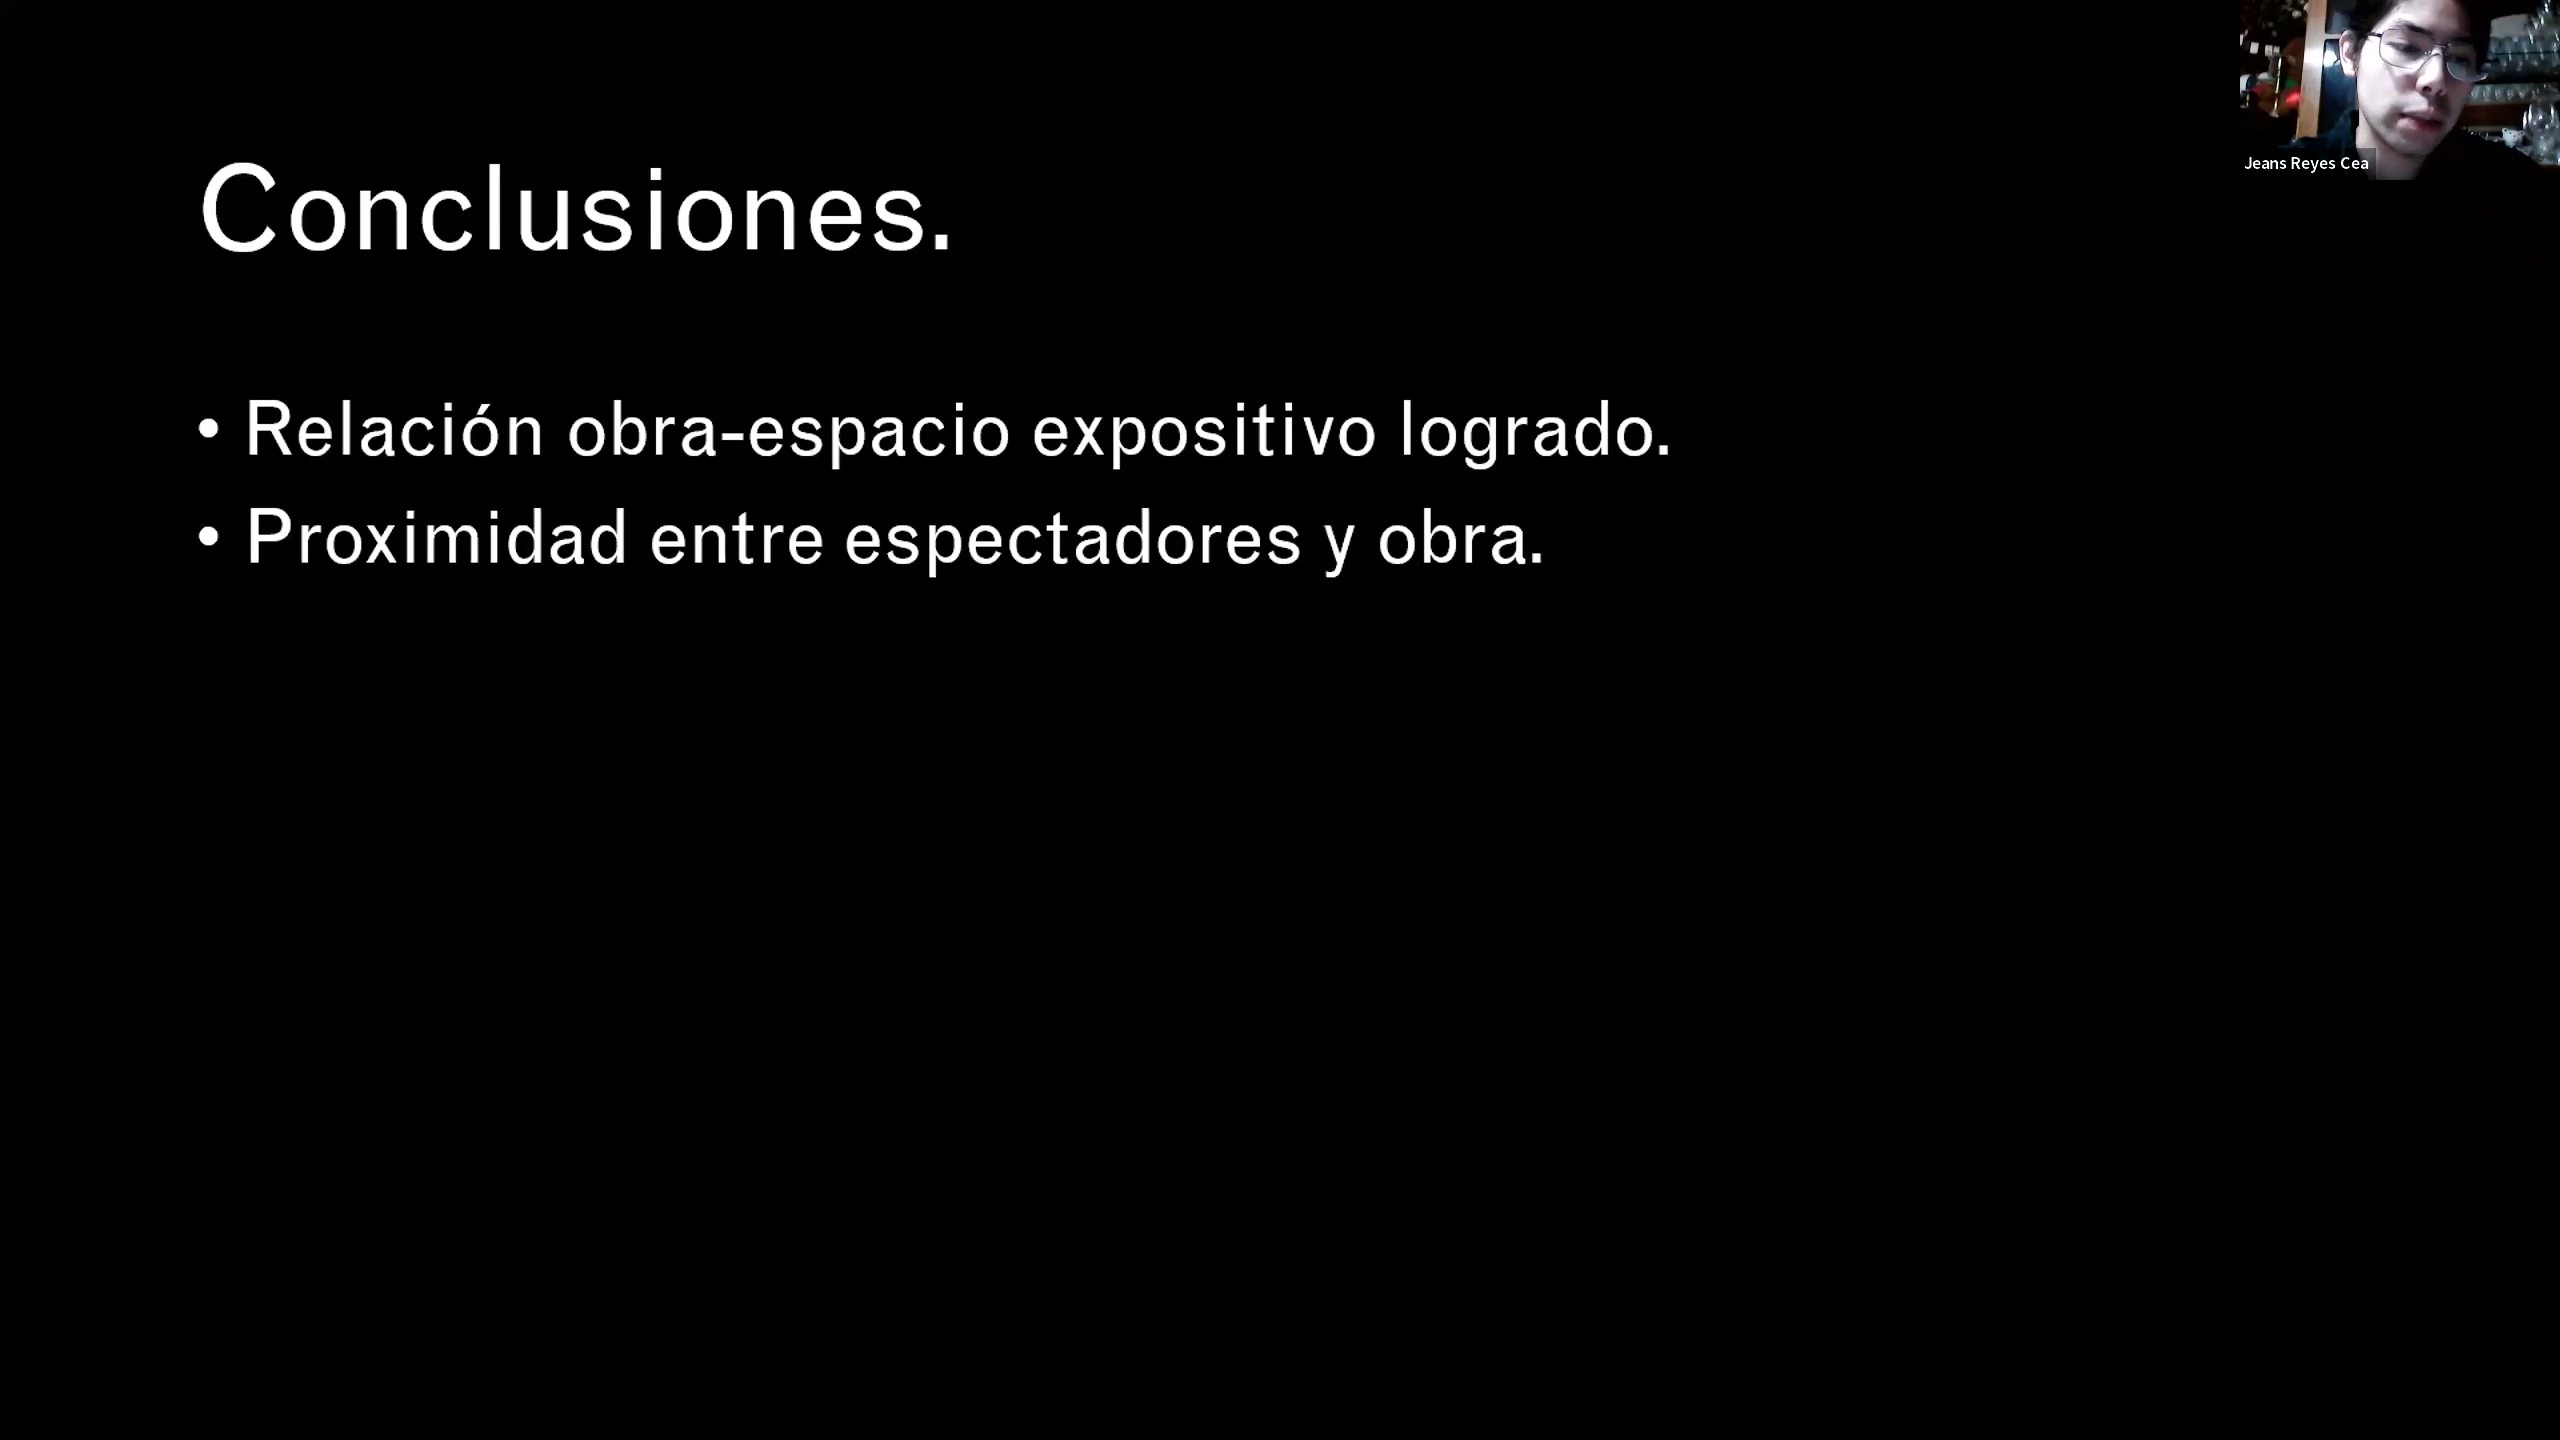 Jeans Reyes Cea
Conclusiones.
• Relación obra-espacio expositivo logrado.
• Proximidad entre espectadores y obra.